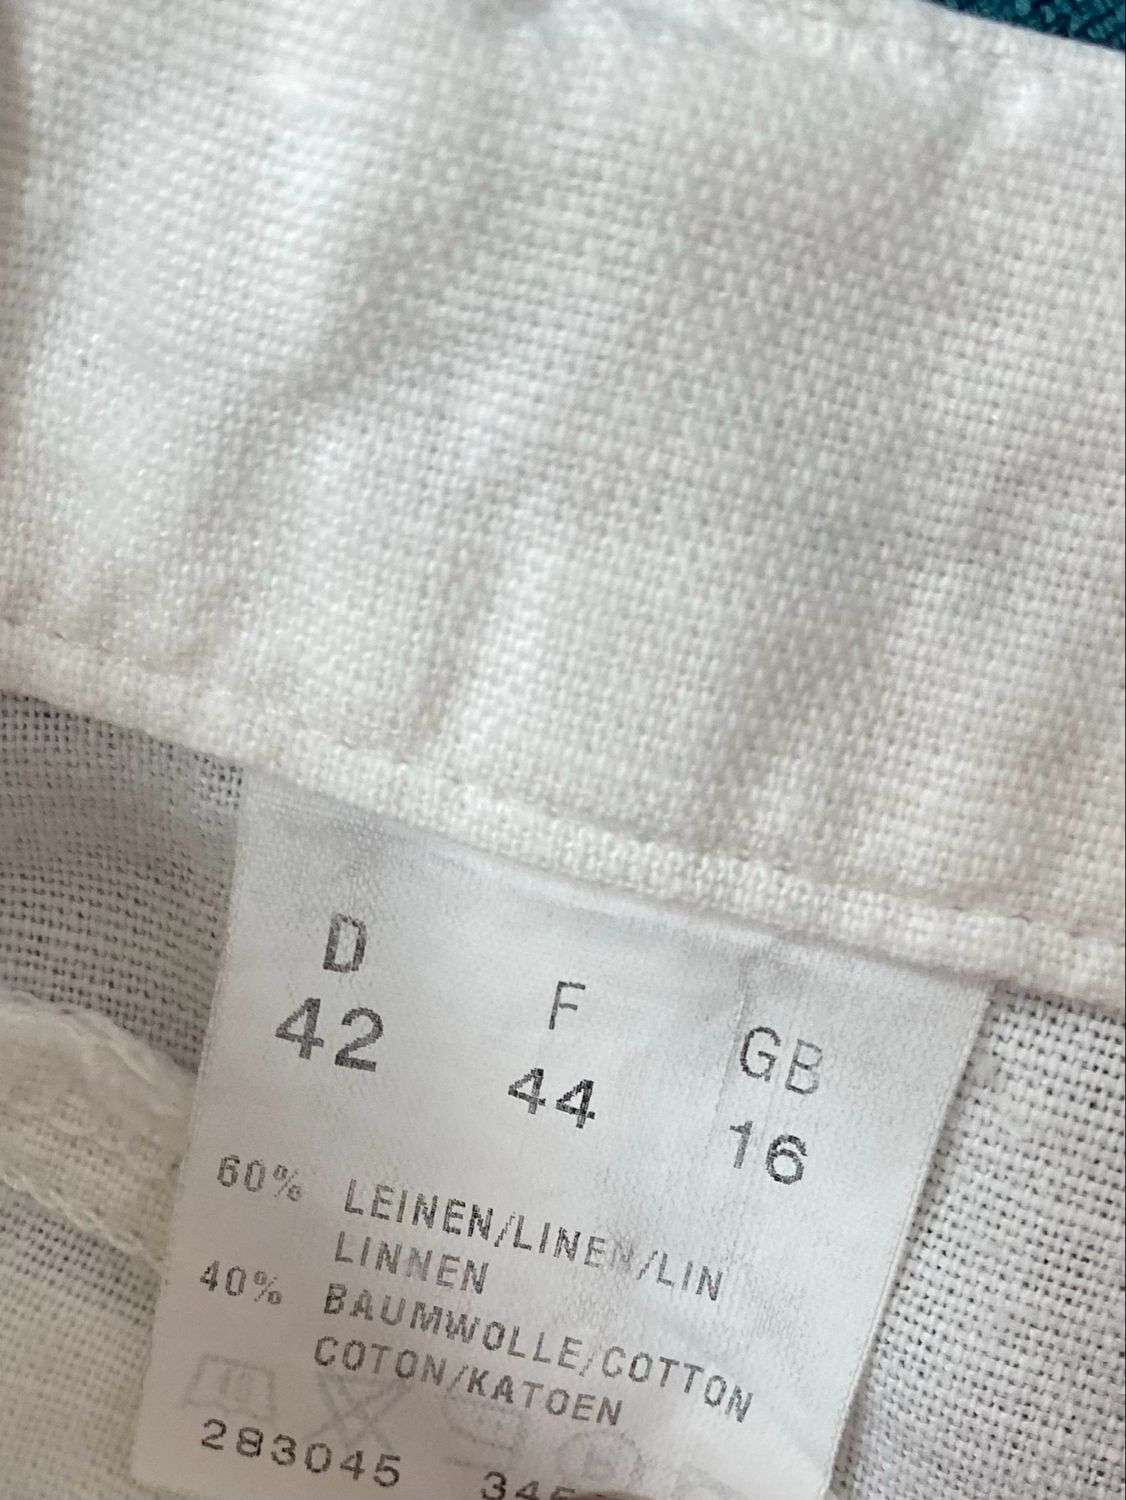 D F GB
42 44 16
60% LEINEN/LINEN/LIN
LINNEN
40% BAUMWOLLE/COTTON
COTON/KATOEN
283045